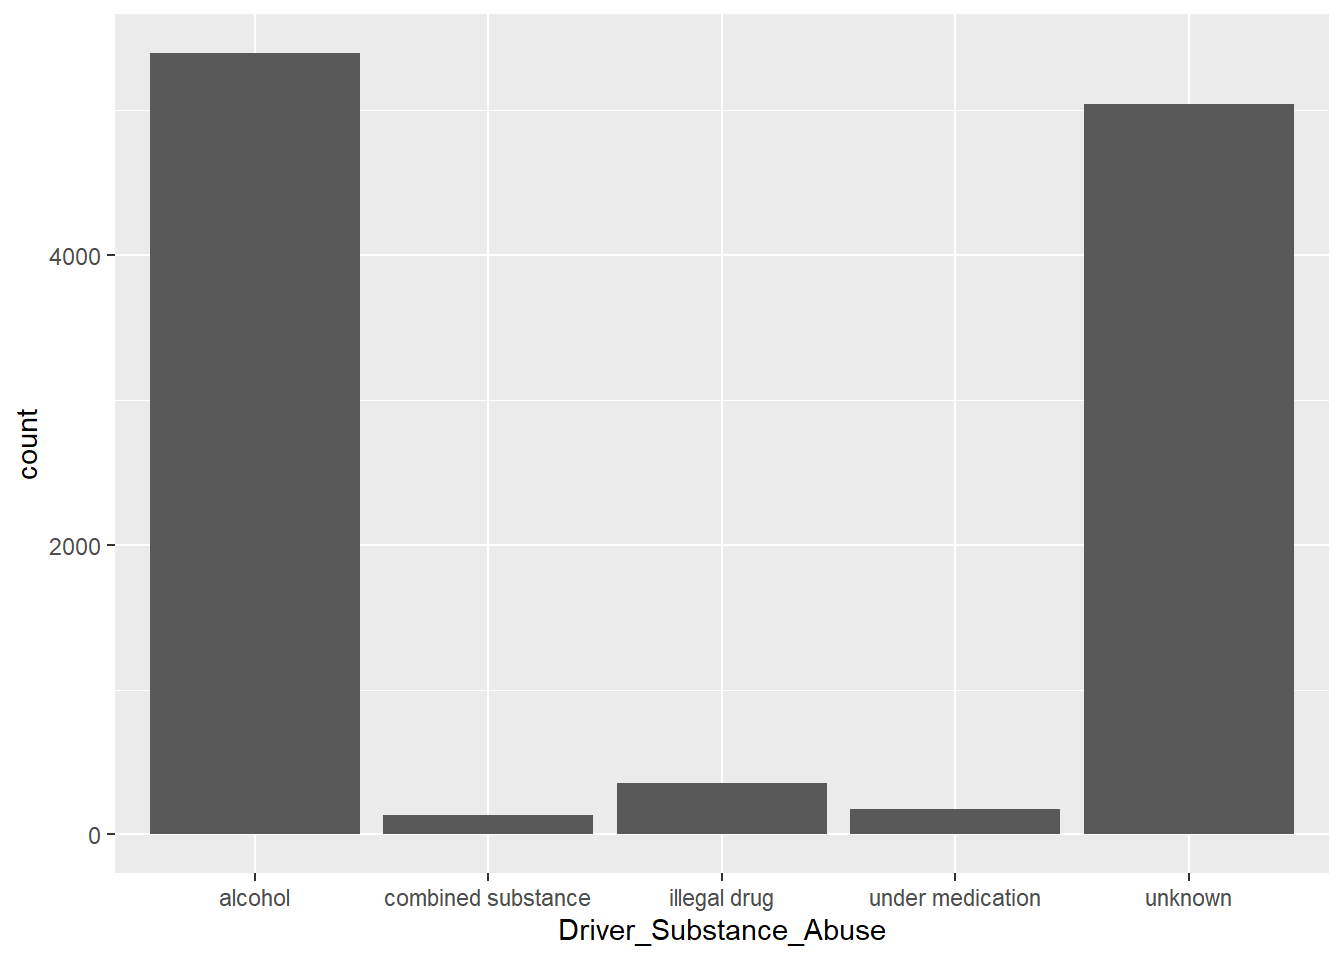 4000
2000
0
count
alcohol
combined substance
illegal drug
under medication
unknown
Driver_Substance_Abuse